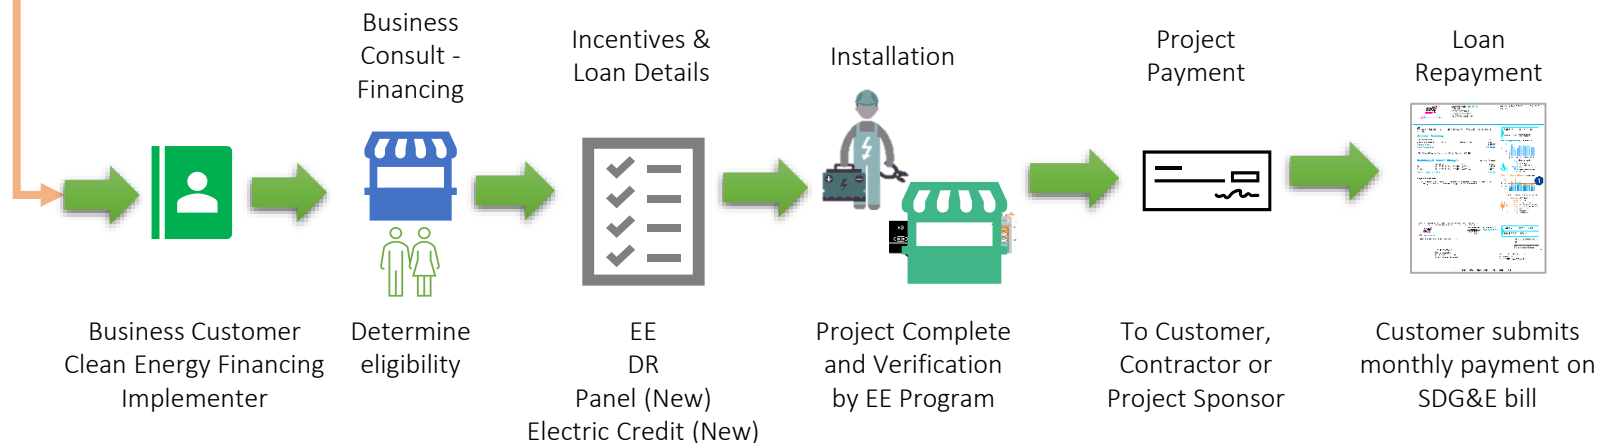 Business
Consult -
Financing
Incentives &
Loan Details
Installation
Project
Payment
Loan
Repayment
Business Customer
Clean Energy Financing
Implementer
Determine
eligibility
EE
DR
Panel (New)
Electric Credit (New)
Project Complete
and Verification
by EE Program
To Customer,
Contractor or
Project Sponsor
Customer submits
monthly payment on
SDG&E bill